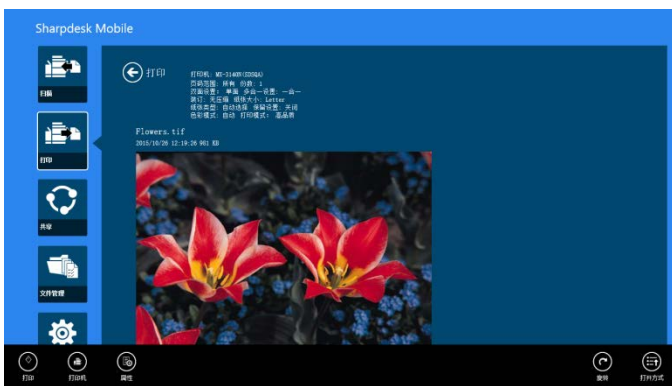 Sharpdesk Mobile
扫描
打印
共享
文件管理
打印
打印机: MX-3140N(IDSQA)
页码范围: 所有 份数: 1
双面设置: 单面 多合一设置: 一合一
装订: 无压缩 纸张大小: Letter
纸张类型: 自动选择 保留设置: 关闭
色彩模式: 自动 打印模式: 高品质
Flowers.tif
2015/10/26 12:19:26 901 KB
打印
打印机
属性
旋转
打开方式